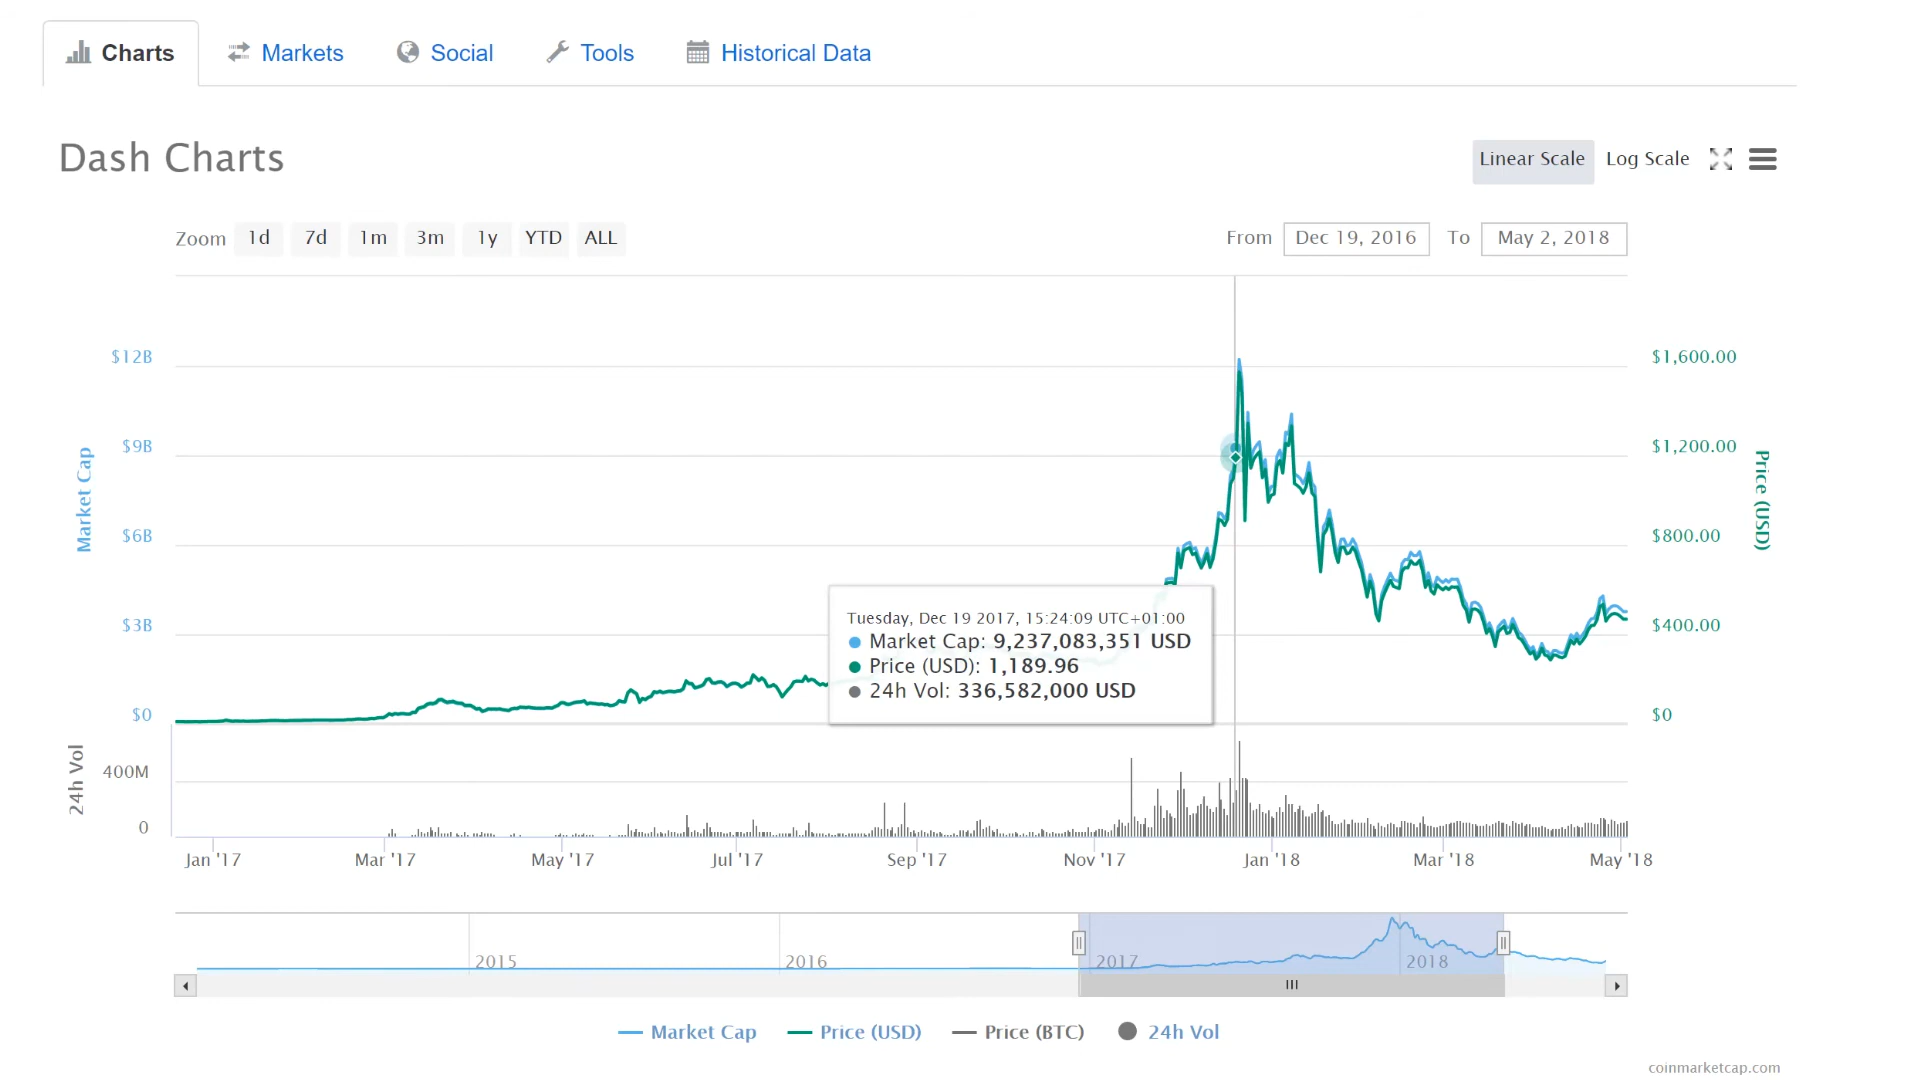 Charts Markets Social Tools Historical Data
Dash Charts
Linear Scale Log Scale
Zoom 1d 7d 1m 3m 1y YTD ALL
From Dec 19, 2016 To May 2, 2018
$12B $1,600.00
$9B $1,200.00
Market Cap
Price (USD)
$6B $800.00
$3B $400.00
$0 $0
Tuesday, Dec 19 2017, 15:24:09 UTC+01:00
Market Cap: 9,237,083,351 USD
Price (USD): 1,189.96
24h Vol: 336,582,000 USD
24h Vol
400M
0
Jan '17 Mar '17 May '17 Jul '17 Sep '17 Nov '17 Jan '18 Mar '18 May '18
2015 2016 2017 2018
Market Cap Price (USD) Price (BTC) 24h Vol
coinmarketcap.com